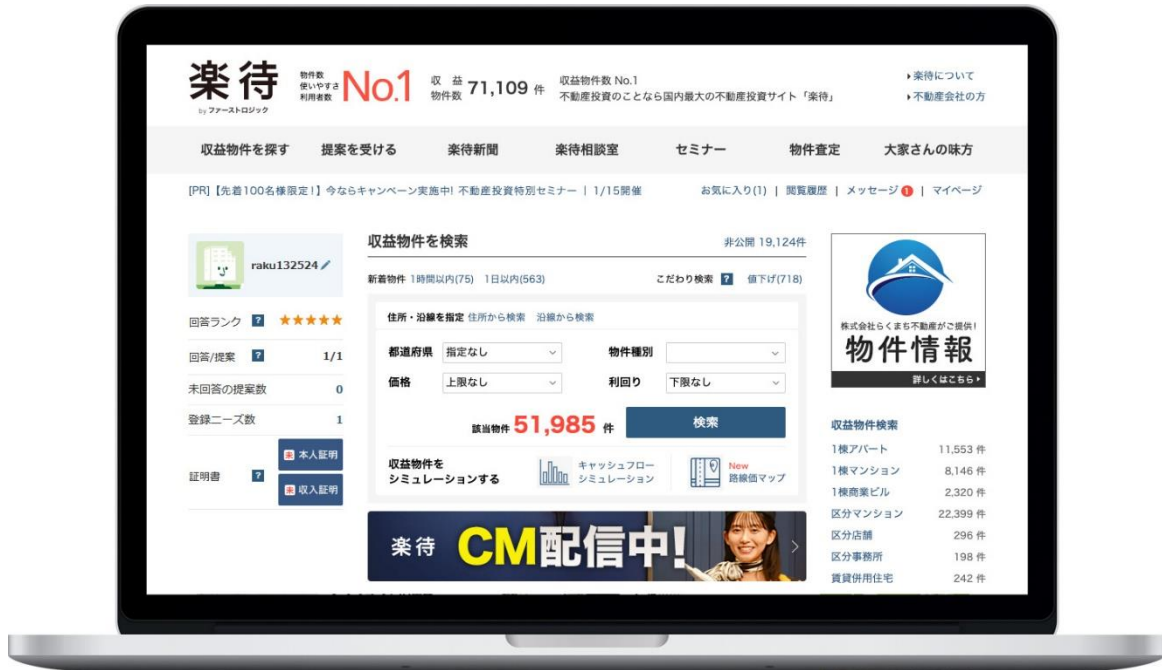 楽待
by ファーストロジック
物件数
使いやすさ
利用者数
No.1
収 益
物件数
71,109 件
収益物件数 No.1
不動産投資のことなら国内最大の不動産投資サイト「楽待」
楽待について
不動産会社の方
収益物件を探す 提案を受ける 楽待新聞 楽待相談室 セミナー 物件査定 大家さんの味方
[PR]【先着100名様限定!】今ならキャンペーン実施中! 不動産投資特別セミナー | 1/15開催
お気に入り(1) | 閲覧履歴 | メッセージ 1 | マイページ
raku132524
回答ランク ? ★★★★★
回答/提案 ? 1/1
未回答の提案数 0
登録ニーズ数 1
証明書 ?
未 本人証明
未 収入証明
収益物件を検索 非公開 19,124件
新着物件 1時間以内(75) 1日以内(563) こだわり検索 ? 値下げ(718)
住所・沿線を指定 住所から検索 沿線から検索
都道府県 指定なし 物件種別
価格 上限なし 利回り 下限なし
該当物件 51,985 件 検索
収益物件を
シミュレーションする
キャッシュフロー
シミュレーション
New
路線価マップ
楽待 CM配信中!
株式会社らくまち不動産がご提供!
物件情報
詳しくはこちら
収益物件検索
1棟アパート 11,553 件
1棟マンション 8,146 件
1棟商業ビル 2,320 件
区分マンション 22,399 件
区分店舗 296 件
区分事務所 198 件
賃貸併用住宅 242 件